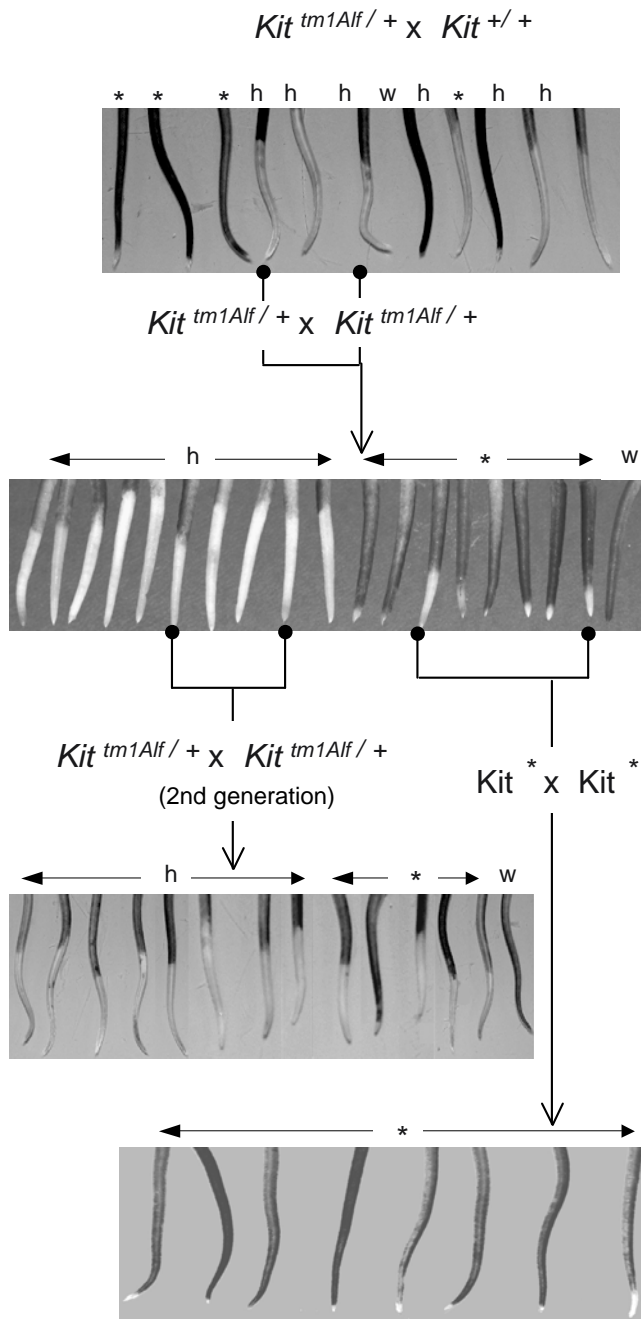 Kit tm1Alf / + x Kit +/ +
* * * h h h w h * h h
Kit tm1Alf / + x Kit tm1Alf / +
h * w
Kit tm1Alf / + x Kit tm1Alf / +
(2nd generation)
Kit * x Kit *
h * w
*